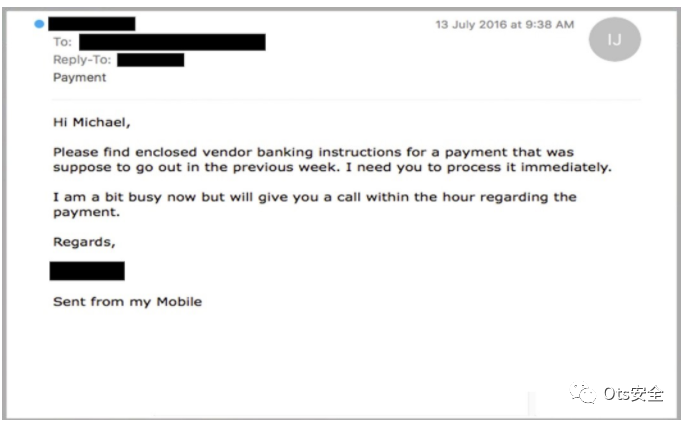 13 July 2016 at 9:38 AM
IJ
To:
Reply-To:
Payment
Hi Michael,
Please find enclosed vendor banking instructions for a payment that was
suppose to go out in the previous week. I need you to process it immediately.
I am a bit busy now but will give you a call within the hour regarding the
payment.
Regards,
Sent from my Mobile
Ots安全